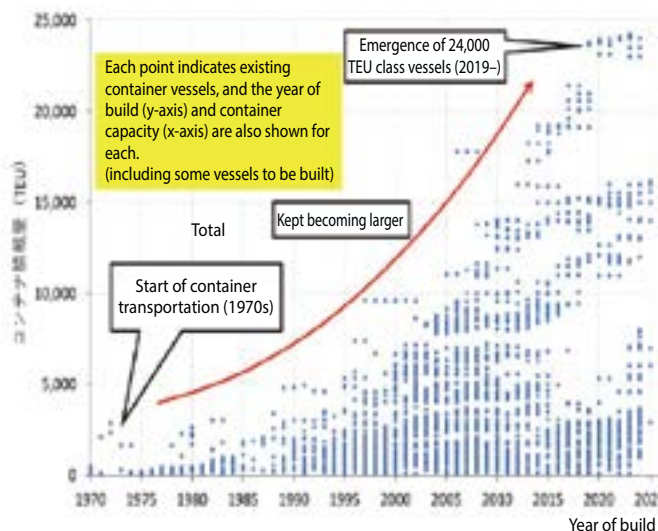 25,000
20,000
15,000
10,000
5,000
0
コンテナ積載量 (TEU)
Emergence of 24,000
TEU class vessels (2019–)
Each point indicates existing
container vessels, and the year of
build (y-axis) and container
capacity (x-axis) are also shown for
each.
(including some vessels to be built)
Total
Kept becoming larger
Start of container
transportation (1970s)
1970 1975 1980 1985 1990 1995 2000 2005 2010 2015 2020 202
Year of build